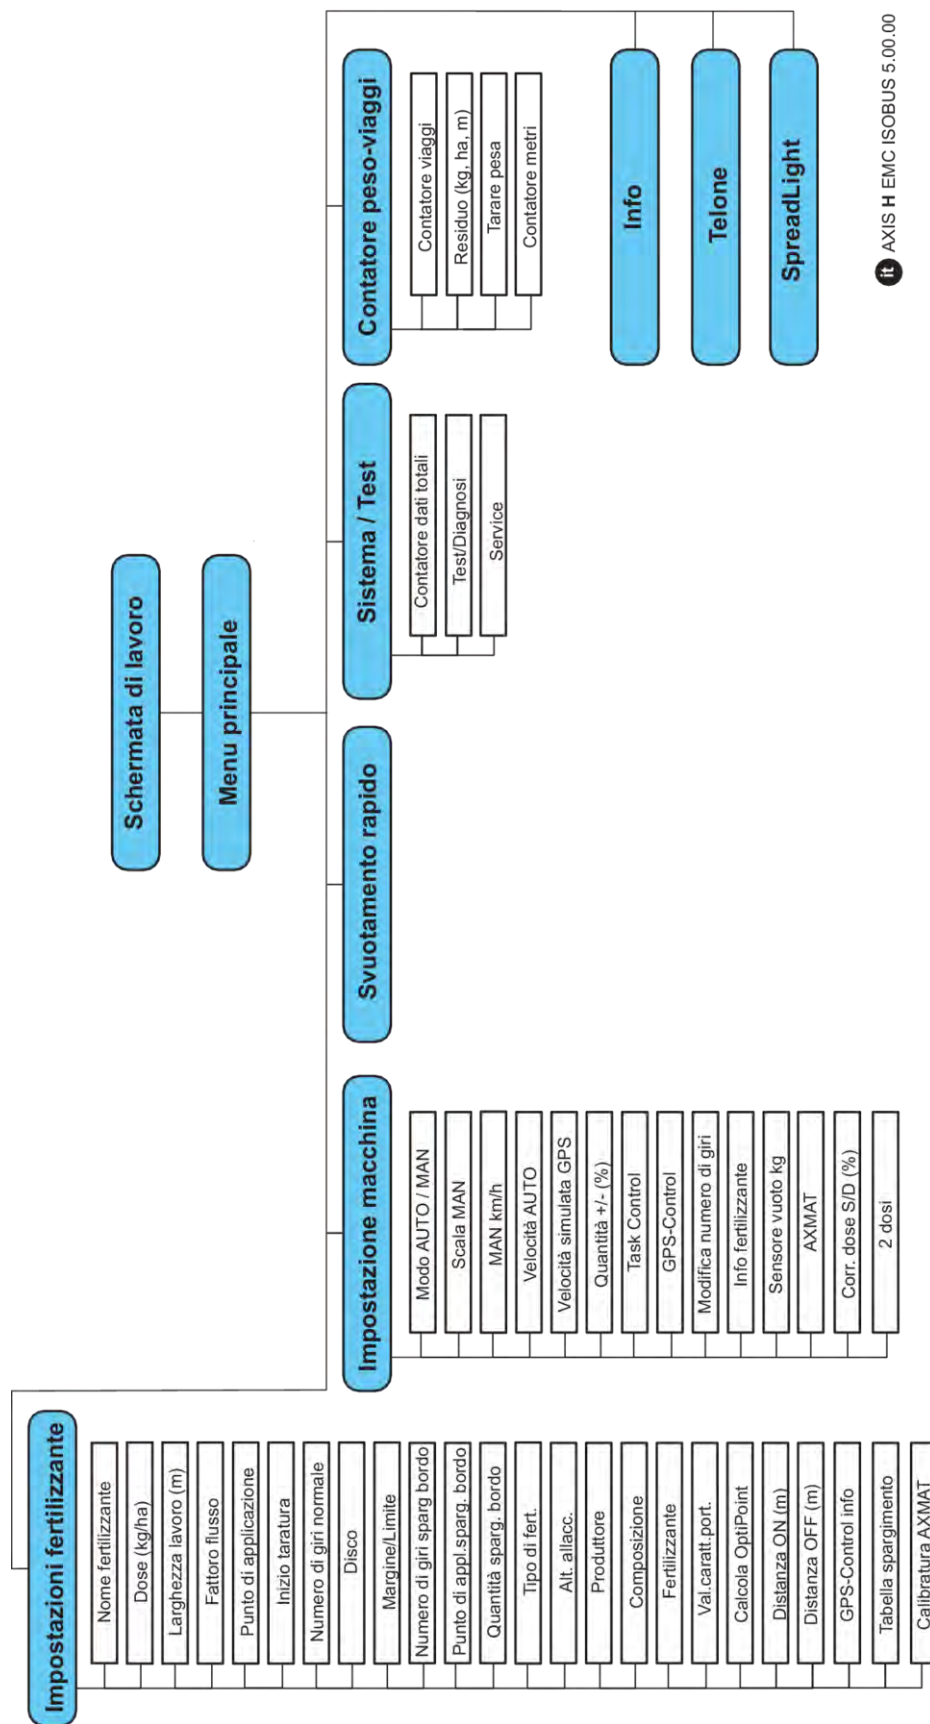 Schermata di lavoro
Menu principale
Impostazioni fertilizzante
Nome fertilizzante
Dose (kg/ha)
Larghezza lavoro (m)
Fattoro flusso
Punto di applicazione
Inizio taratura
Numero di giri normale
Disco
Margine/Limite
Numero di giri sparg bordo
Punto di appl.sparg. bordo
Quantità sparg. bordo
Tipo di fert.
Alt. allacc.
Produttore
Composizione
Fertilizzante
Val.caratt.port.
Calcola OptiPoint
Distanza ON (m)
Distanza OFF (m)
GPS-Control info
Tabella spargimento
Calibratura AXMAT
Impostazione macchina
Modo AUTO / MAN
Scala MAN
MAN km/h
Velocità AUTO
Velocità simulata GPS
Quantità +/- (%)
Task Control
GPS-Control
Modifica numero di giri
Info fertilizzante
Sensore vuoto kg
AXMAT
Corr. dose S/D (%)
2 dosi
Svuotamento rapido
Sistema / Test
Contatore dati totali
Test/Diagnosi
Service
Contatore peso-viaggi
Contatore viaggi
Residuo (kg, ha, m)
Tarare pesa
Contatore metri
Info
Telone
SpreadLight
it AXIS H EMC ISOBUS 5.00.00